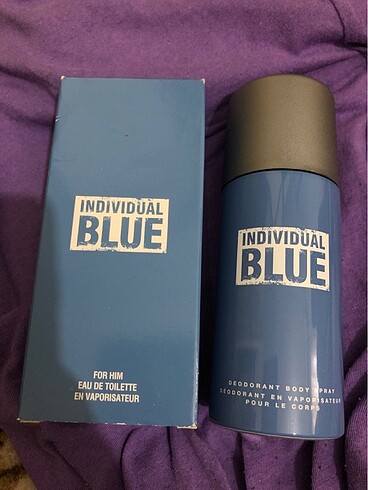 INDIVIDUAL
BLUE
FOR HIM
EAU DE TOILETTE
EN VAPORISATEUR
INDIVIDUAL
BLUE
DEODORANT BODY SPRAY
DÉODORANT EN VAPORISATEUR
POUR LE CORPS